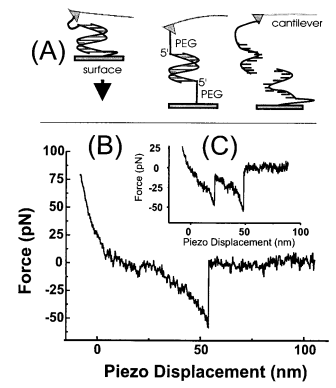 (A)
surface
PEG
5'
5'
PEG
cantilever
(B)
Force (pN)
100
75
50
25
0
-25
-50
0
50
100
Piezo Displacement (nm)
(C)
Force (pN)
25
0
-25
-50
0
50
100
Piezo Displacement (nm)